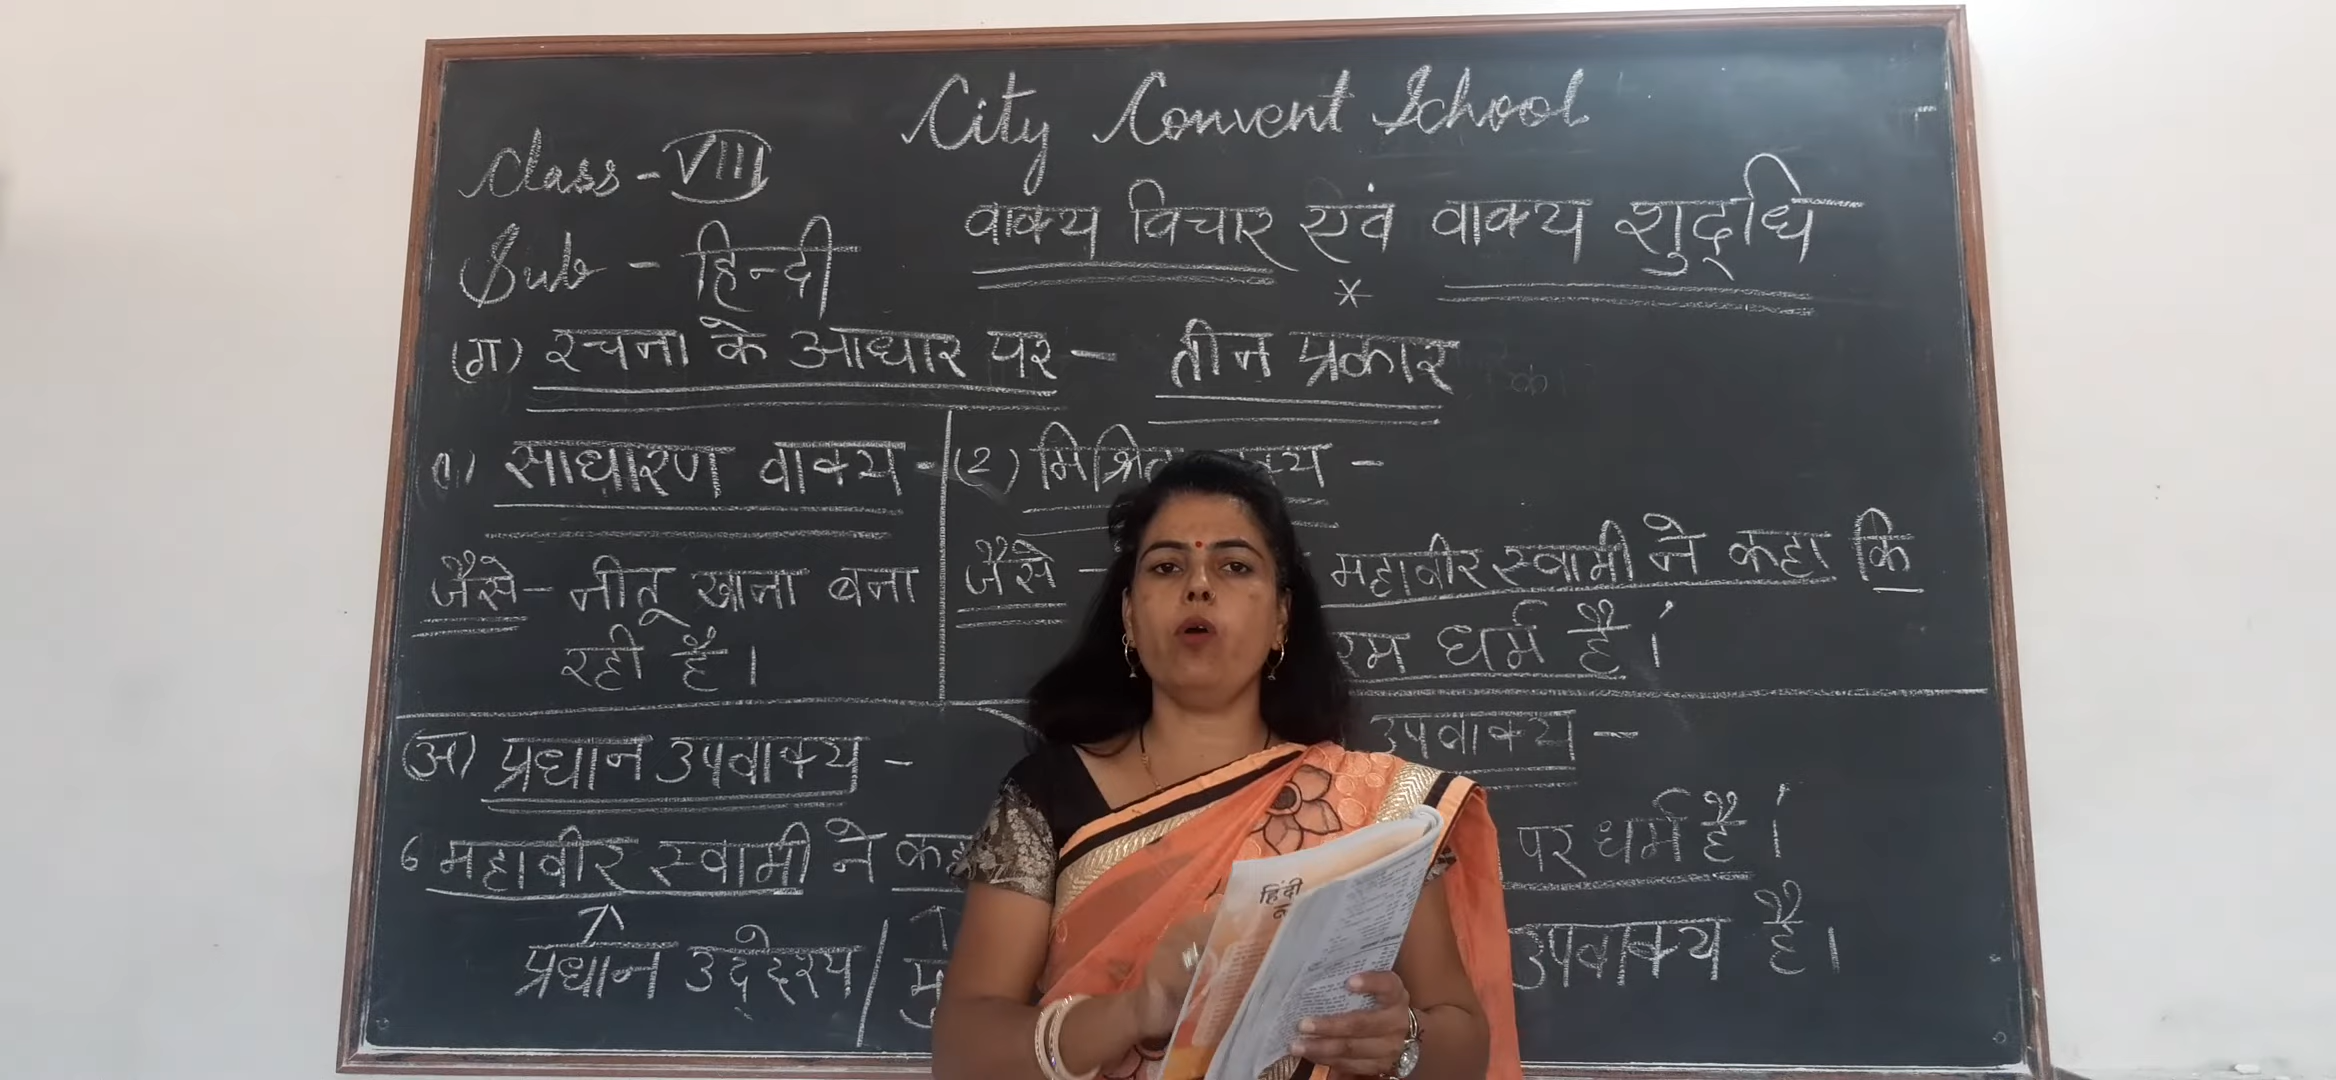 City Convent School
Class - VIII
वाक्य विचार एवं वाक्य शुद्धि
Sub - हिन्दी
(ग) रचना के आधार पर - तीन प्रकार
(1) साधारण वाक्य -
(2) मिश्रित -
जैसे - नीतू खाना बना
रही है।
जैसे - महावीर स्वामी ने कहा कि
धर्म है।
(अ) प्रधान उपवाक्य -
उपवाक्य -
महावीर स्वामी ने
पर धर्म है।
प्रधान उद्देश्य /
उपवाक्य है।
हिंदी